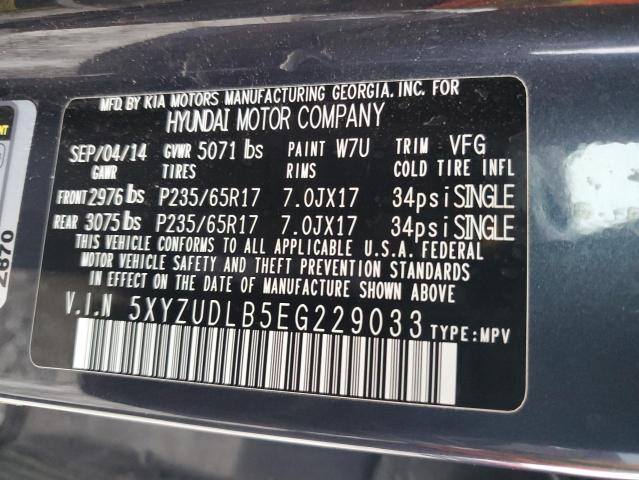 MFD. BY KIA MOTORS MANUFACTURING GEORGIA. INC. FOR
HYUNDAI MOTOR COMPANY
SEP/04/14 GVWR 5071 lbs PAINT W7U TRIM VFG
GAWR TIRES RIMS COLD TIRE INFL
FRONT 2976 lbs P235/65R17 7.0JX17 34psi SINGLE
REAR 3075 lbs P235/65R17 7.0JX17 34psi SINGLE
THIS VEHICLE CONFORMS TO ALL APPLICABLE U.S.A. FEDERAL
MOTOR VEHICLE SAFETY AND THEFT PREVENTION STANDARDS
IN EFFECT ON THE DATE OF MANUFACTURE SHOWN ABOVE
V.I.N 5XYZUDLB5EG229033 TYPE: MPV
2670